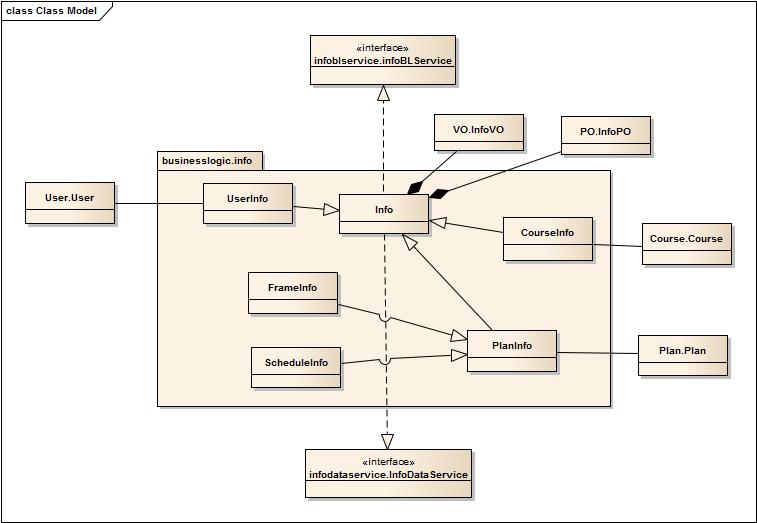 class Class Model
«interface»
infoblservice.infoBLService
VO.InfoVO
PO.InfoPO
businesslogic.info
User.User
UserInfo
Info
CourseInfo
Course.Course
FrameInfo
PlanInfo
Plan.Plan
ScheduleInfo
«interface»
infodataservice.InfoDataService